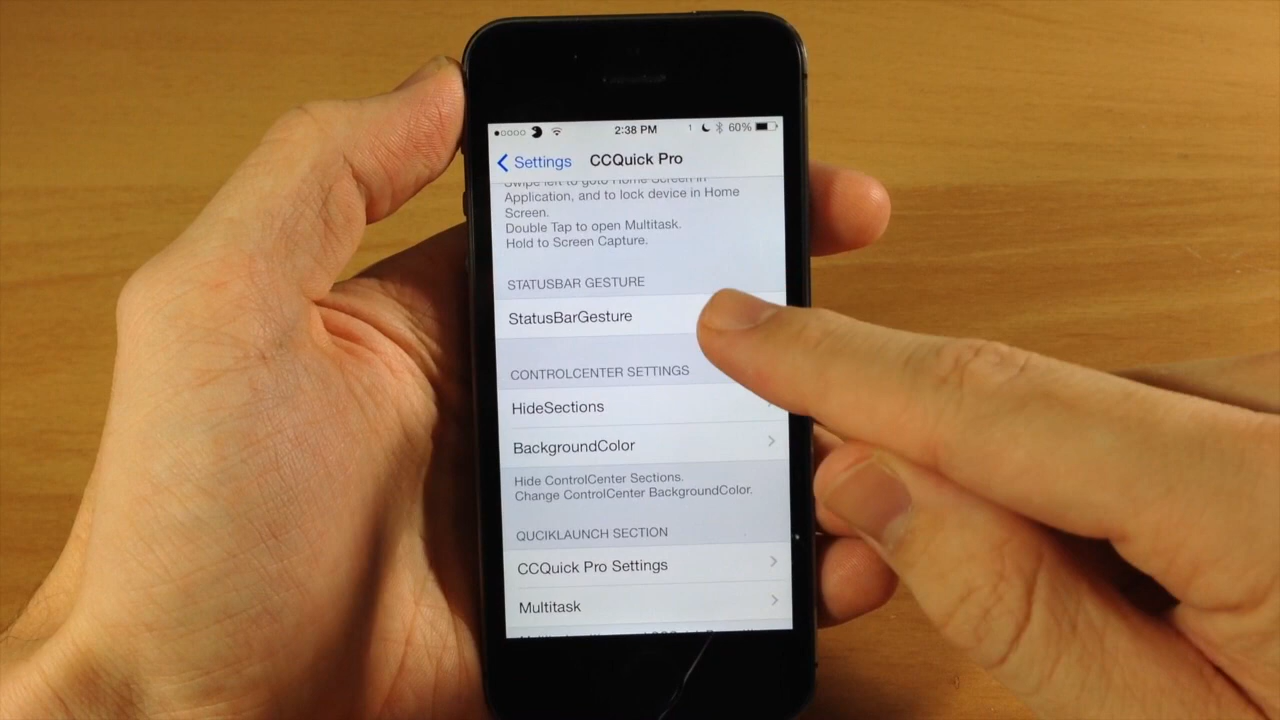 2:38 PM
1
60%
Settings
CCQuick Pro
Swipe left to goto Home Screen in
Application, and to lock device in Home
Screen.
Double Tap to open Multitask.
Hold to Screen Capture.
STATUSBAR GESTURE
StatusBarGesture
CONTROLCENTER SETTINGS
HideSections
BackgroundColor
Hide ControlCenter Sections.
Change ControlCenter BackgroundColor.
QUCIKLAUNCH SECTION
CCQuick Pro Settings
Multitask